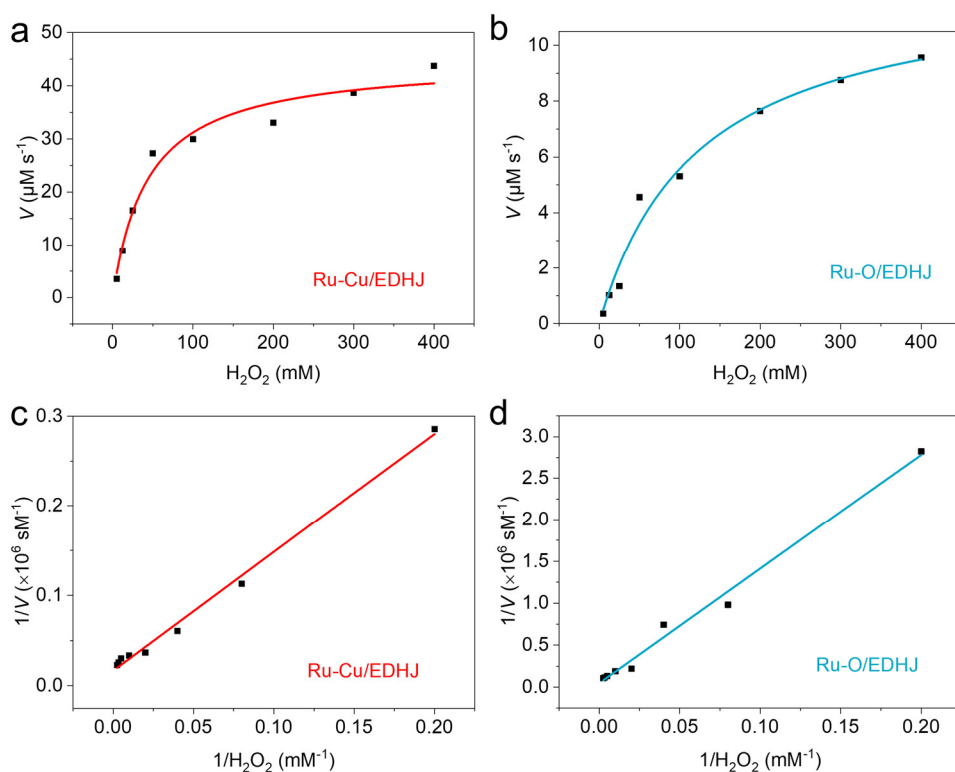 a
V (μM s⁻¹)
50
40
30
20
10
0
Ru-Cu/EDHJ
0 100 200 300 400
H₂O₂ (mM)
b
V (μM s⁻¹)
10
8
6
4
2
0
Ru-O/EDHJ
0 100 200 300 400
H₂O₂ (mM)
c
1/V (×10⁶ sM⁻¹)
0.3
0.2
0.1
0.0
Ru-Cu/EDHJ
0.00 0.05 0.10 0.15 0.20
1/H₂O₂ (mM⁻¹)
d
1/V (×10⁶ sM⁻¹)
3.0
2.5
2.0
1.5
1.0
0.5
0.0
Ru-O/EDHJ
0.00 0.05 0.10 0.15 0.20
1/H₂O₂ (mM⁻¹)